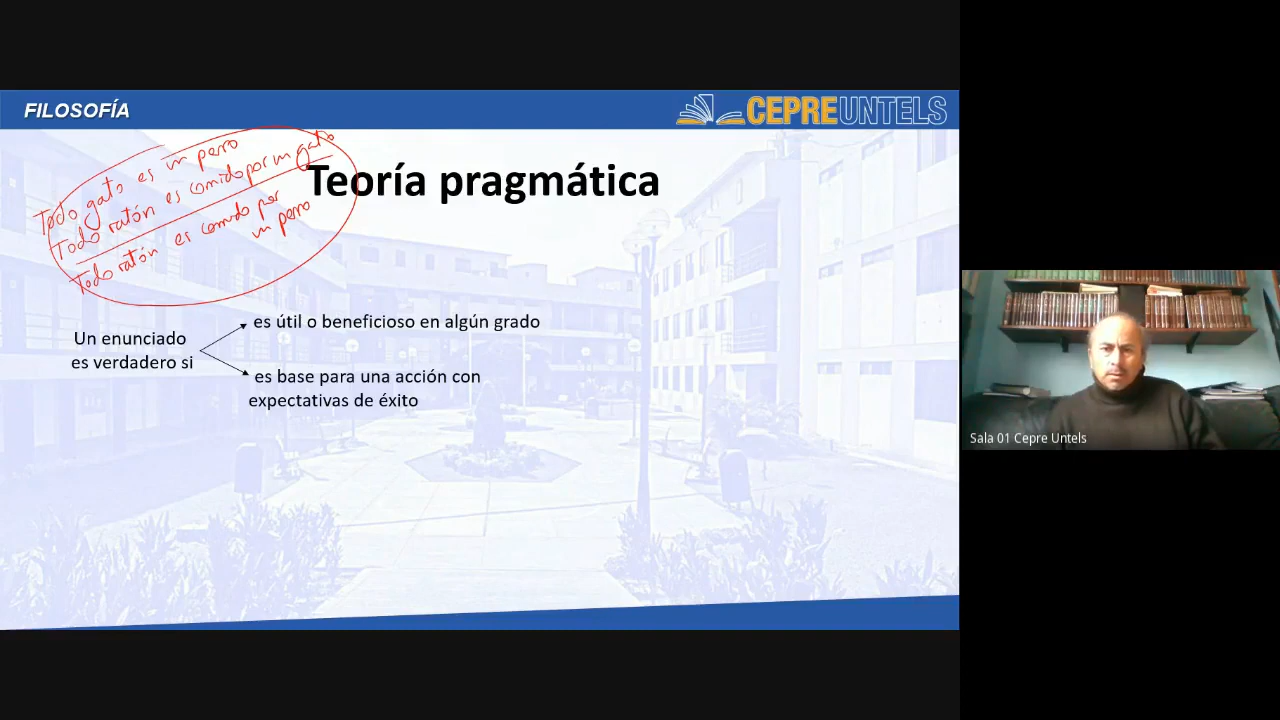 FILOSOFÍA
CEPREUNTELS
Todo gato es un perro
Todo ratón es comido por un gato
Todo ratón es comido por
un perro
Teoría pragmática
Un enunciado
es verdadero si
es útil o beneficioso en algún grado
es base para una acción con
expectativas de éxito
Sala 01 Cepre Untels